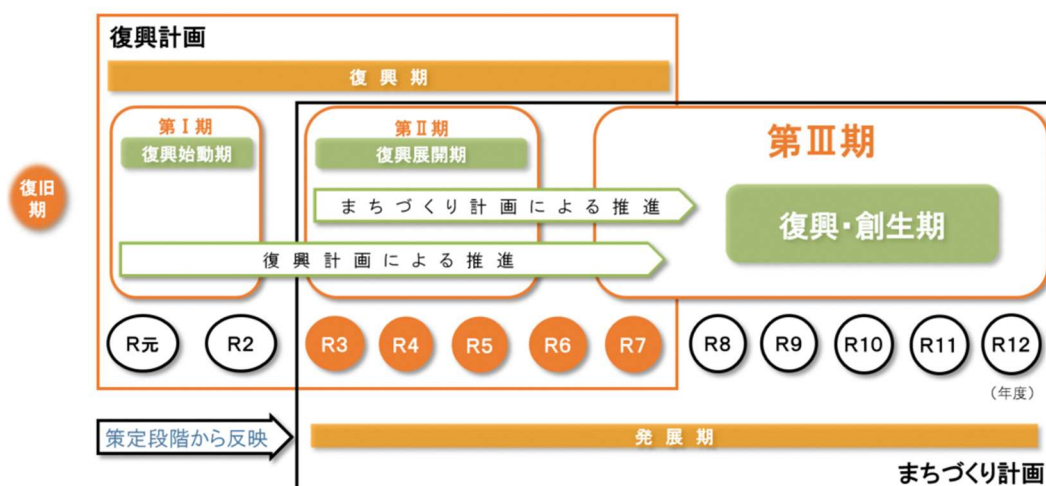 復興計画
復興期
第Ⅰ期
復興始動期
第Ⅱ期
復興展開期
第Ⅲ期
復興・創生期
復旧
期
まちづくり計画による推進
復興計画による推進
R元 R2 R3 R4 R5 R6 R7 R8 R9 R10 R11 R12
(年度)
策定段階から反映
発展期
まちづくり計画